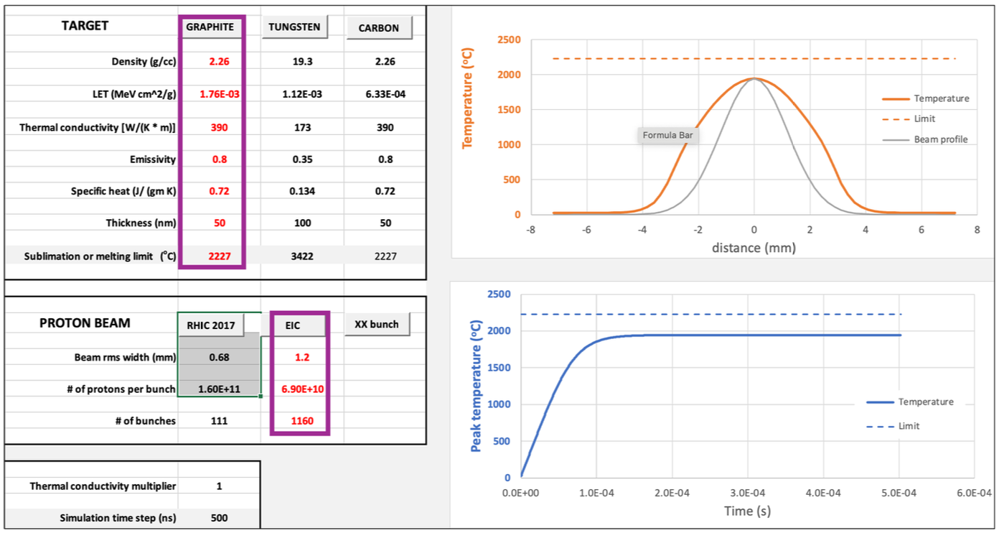 TARGET GRAPHITE TUNGSTEN CARBON
Density (g/cc) 2.26 19.3 2.26
LET (MeV cm^2/g) 1.76E-03 1.12E-03 6.33E-04
Thermal conductivity [W/(K * m)] 390 173 390
Emissivity 0.8 0.35 0.8
Specific heat (J/ (gm K) 0.72 0.134 0.72
Thickness (nm) 50 100 50
Sublimation or melting limit (°C) 2227 3422 2227
PROTON BEAM RHIC 2017 EIC XX bunch
Beam rms width (mm) 0.68 1.2
# of protons per bunch 1.60E+11 6.90E+10
# of bunches 111 1160
Thermal conductivity multiplier 1
Simulation time step (ns) 500
Temperature (ºC)
2500
2000
1500
1000
500
0
-8 -6 -4 -2 0 2 4 6 8
distance (mm)
Formula Bar
Temperature
Limit
Beam profile
Peak temperature (ºC)
2500
2000
1500
1000
500
0
0.0E+00 1.0E-04 2.0E-04 3.0E-04 4.0E-04 5.0E-04 6.0E-04
Time (s)
Temperature
Limit